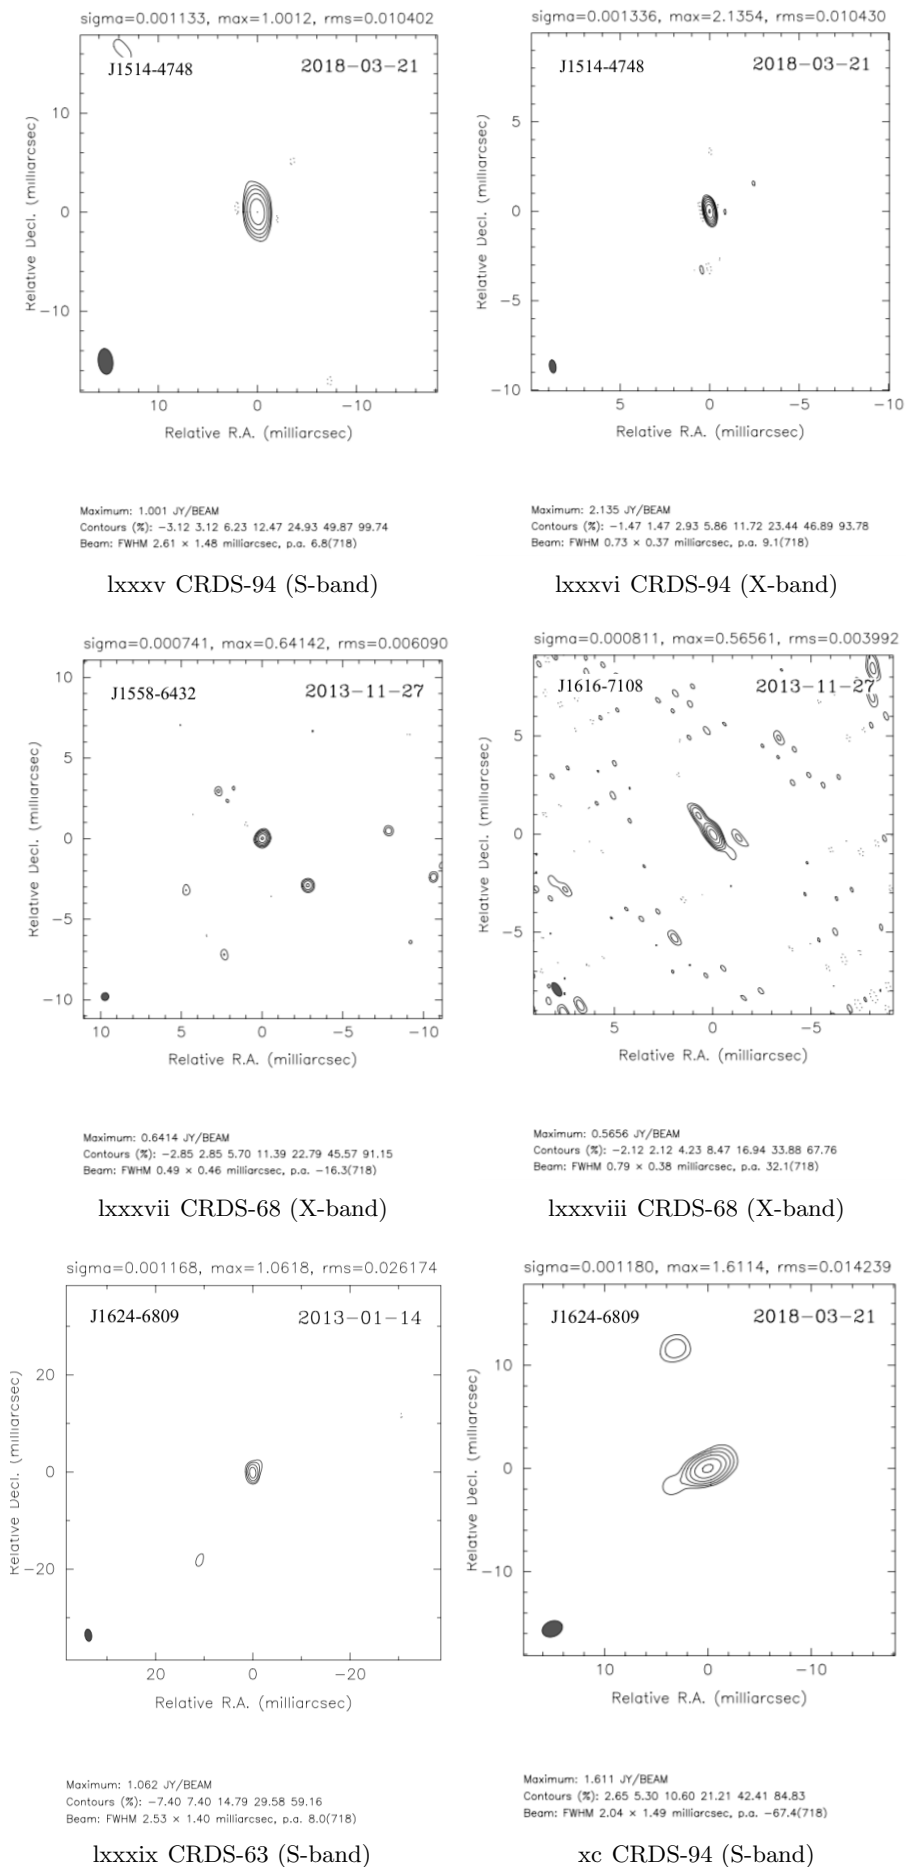 sigma=0.001133, max=1.0012, rms=0.010402
J1514-4748
2018-03-21
10
0
-10
Relative Decl. (milliarcsec)
10
0
-10
Relative R.A. (milliarcsec)
Maximum: 1.001 JY/BEAM
Contours (%): -3.12 3.12 6.23 12.47 24.93 49.87 99.74
Beam: FWHM 2.61 × 1.48 milliarcsec, p.a. 6.8(718)
lxxxv CRDS-94 (S-band)
sigma=0.001336, max=2.1354, rms=0.010430
J1514-4748
2018-03-21
5
0
-5
-10
Relative Decl. (milliarcsec)
5
0
-5
-10
Relative R.A. (milliarcsec)
Maximum: 2.135 JY/BEAM
Contours (%): -1.47 1.47 2.93 5.86 11.72 23.44 46.89 93.78
Beam: FWHM 0.73 × 0.37 milliarcsec, p.a. 9.1(718)
lxxxvi CRDS-94 (X-band)
sigma=0.000741, max=0.64142, rms=0.006090
J1558-6432
2013-11-27
10
5
0
-5
-10
Relative Decl. (milliarcsec)
10
5
0
-5
-10
Relative R.A. (milliarcsec)
Maximum: 0.6414 JY/BEAM
Contours (%): -2.85 2.85 5.70 11.39 22.79 45.57 91.15
Beam: FWHM 0.49 × 0.46 milliarcsec, p.a. -16.3(718)
lxxxvii CRDS-68 (X-band)
sigma=0.000811, max=0.56561, rms=0.003992
J1616-7108
2013-11-27
5
0
-5
Relative Decl. (milliarcsec)
5
0
-5
Relative R.A. (milliarcsec)
Maximum: 0.5656 JY/BEAM
Contours (%): -2.12 2.12 4.23 8.47 16.94 33.88 67.76
Beam: FWHM 0.79 × 0.38 milliarcsec, p.a. 32.1(718)
lxxxviii CRDS-68 (X-band)
sigma=0.001168, max=1.0618, rms=0.026174
J1624-6809
2013-01-14
20
0
-20
Relative Decl. (milliarcsec)
20
0
-20
Relative R.A. (milliarcsec)
Maximum: 1.062 JY/BEAM
Contours (%): -7.40 7.40 14.79 29.58 59.16
Beam: FWHM 2.53 × 1.40 milliarcsec, p.a. 8.0(718)
lxxxix CRDS-63 (S-band)
sigma=0.001180, max=1.6114, rms=0.014239
J1624-6809
2018-03-21
10
0
-10
Relative Decl. (milliarcsec)
10
0
-10
Relative R.A. (milliarcsec)
Maximum: 1.611 JY/BEAM
Contours (%): 2.65 5.30 10.60 21.21 42.41 84.83
Beam: FWHM 2.04 × 1.49 milliarcsec, p.a. -67.4(718)
xc CRDS-94 (S-band)